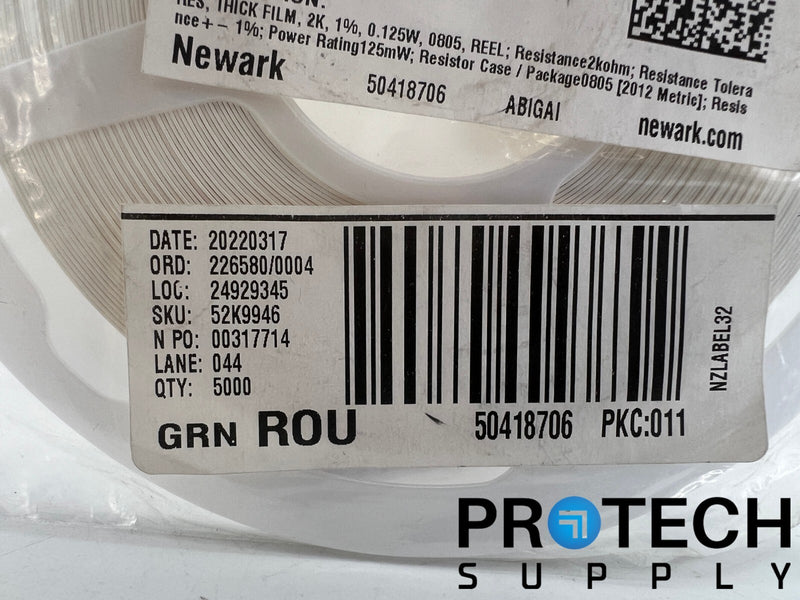 RES, THICK FILM, 2K, 1%, 0.125W, 0805, REEL; Resistance2kohm; Resistance Tolera
nce+- 1%; Power Rating125mW; Resistor Case / Package0805 [2012 Metric]; Resis
Newark
50418706
ABIGAI
newark.com
DATE: 20220317
ORD: 226580/0004
LOC: 24929345
SKU: 52K9946
N PO: 00317714
LANE: 044
QTY: 5000
NZLABEL32
GRN ROU
50418706 PKC:011
PROTECH
SUPPLY